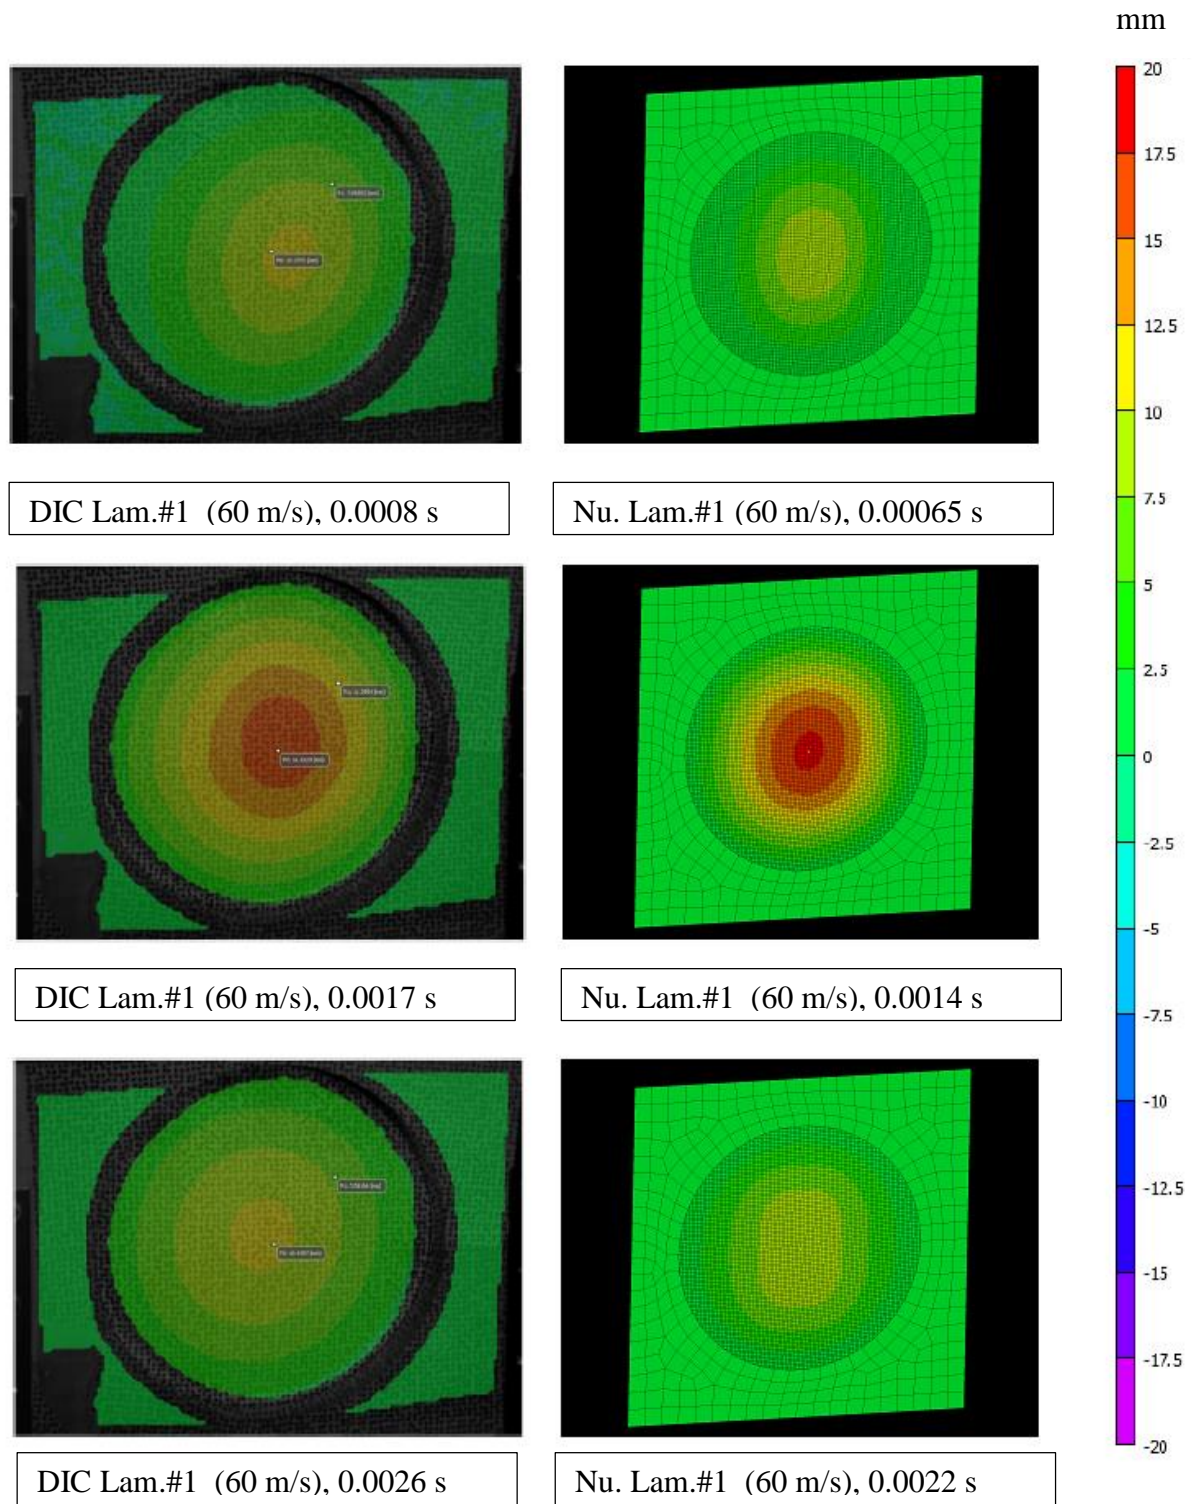 mm
20
17.5
15
12.5
10
7.5
5
2.5
0
-2.5
-5
-7.5
-10
-12.5
-15
-17.5
-20
DIC Lam.#1 (60 m/s), 0.0008 s
Nu. Lam.#1 (60 m/s), 0.00065 s
DIC Lam.#1 (60 m/s), 0.0017 s
Nu. Lam.#1 (60 m/s), 0.0014 s
DIC Lam.#1 (60 m/s), 0.0026 s
Nu. Lam.#1 (60 m/s), 0.0022 s